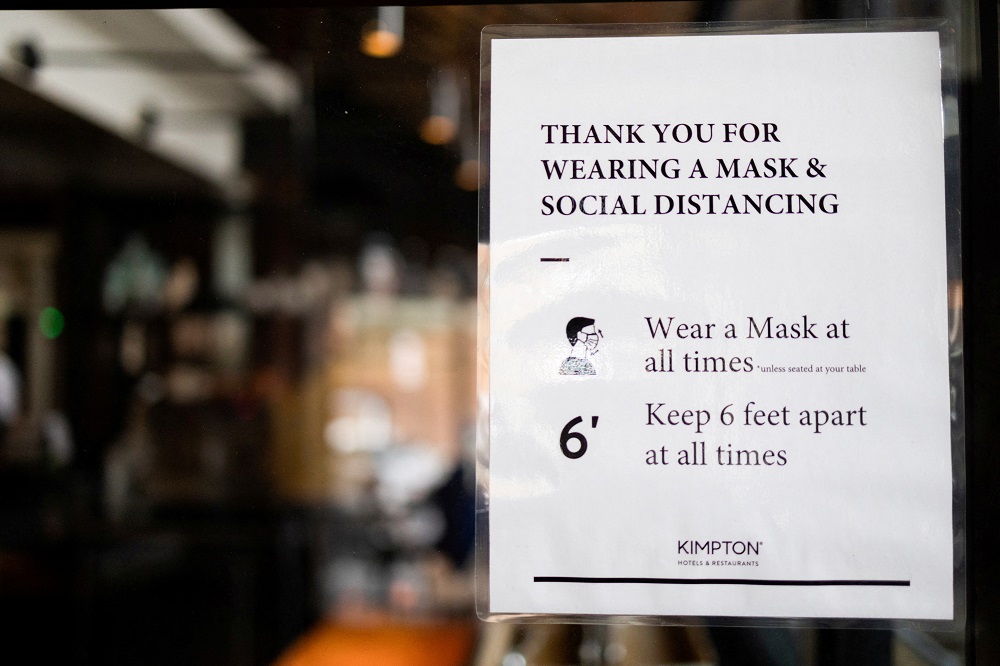 THANK YOU FOR
WEARING A MASK &
SOCIAL DISTANCING
Wear a Mask at
all times *unless seated at your table
6' Keep 6 feet apart
at all times
KIMPTON®
HOTELS & RESTAURANTS